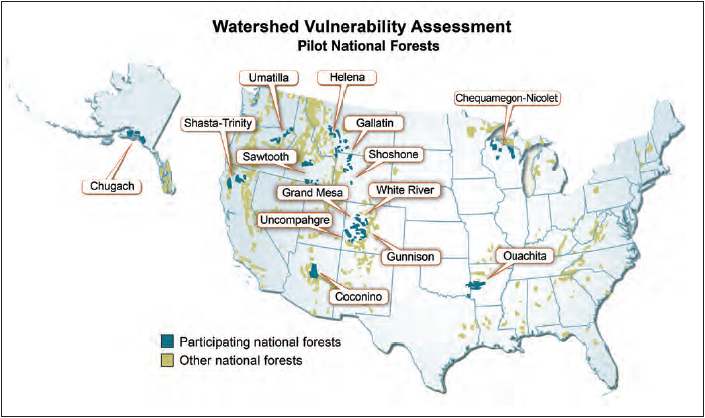 Watershed Vulnerability Assessment
Pilot National Forests
Umatilla
Helena
Chequamegon-Nicolet
Shasta-Trinity
Gallatin
Sawtooth
Shoshone
Chugach
Grand Mesa
White River
Uncompahgre
Gunnison
Ouachita
Coconino
Participating national forests
Other national forests